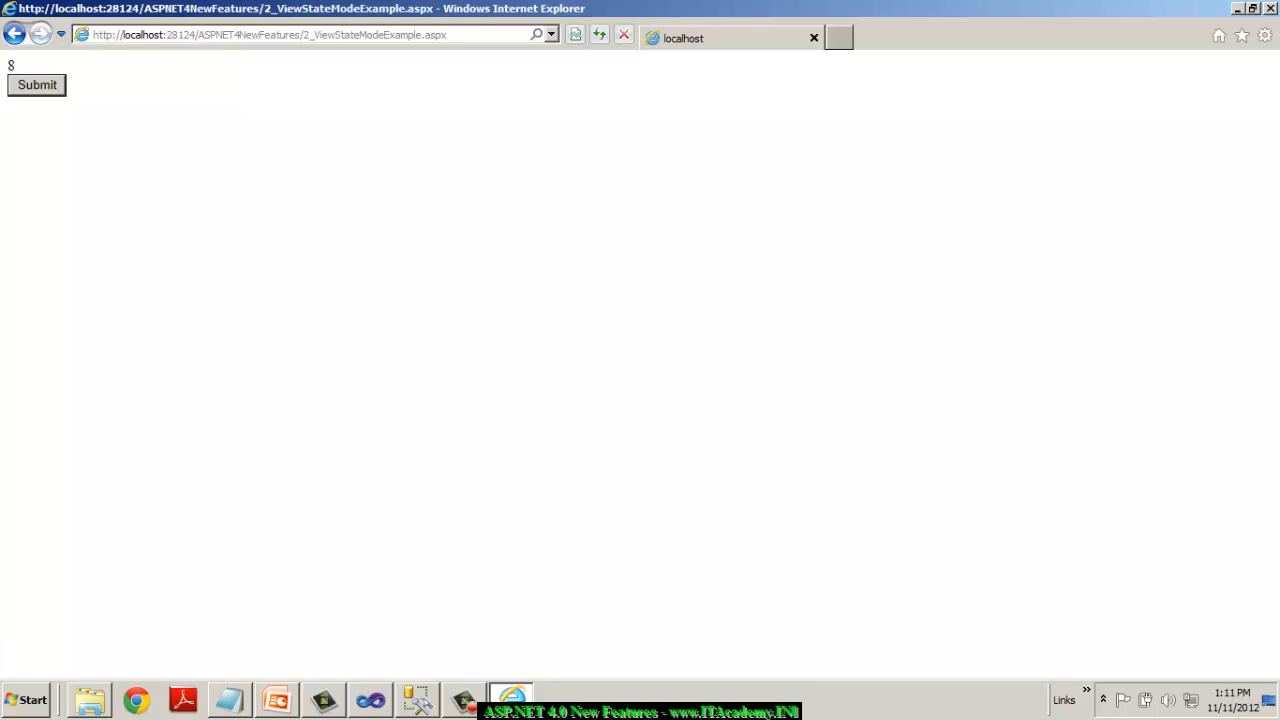 http://localhost:28124/ASPNET4NewFeatures/2_ViewStateModeExample.aspx - Windows Internet Explorer
http://localhost:28124/ASPNET4NewFeatures/2_ViewStateModeExample.aspx
localhost
8
Submit
Start
Links
1:11 PM
11/11/2012
ASP.NET 4.0 New Features - www.ITAcademy.IN